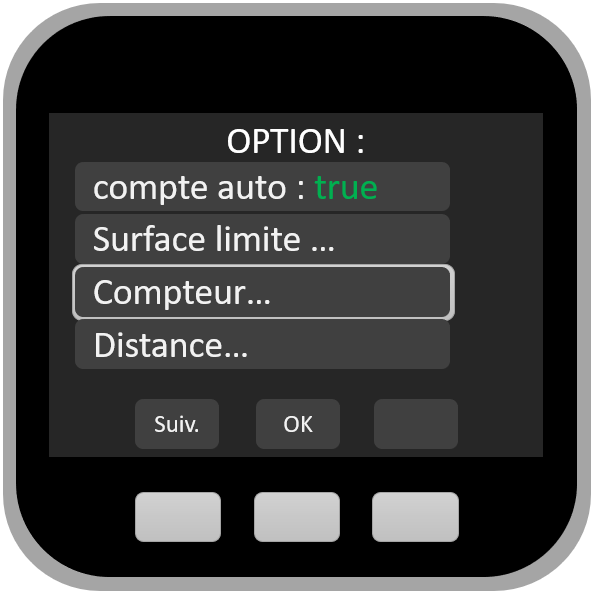 OPTION :
compte auto : true
Surface limite ...
Compteur...
Distance...
Suiv. OK